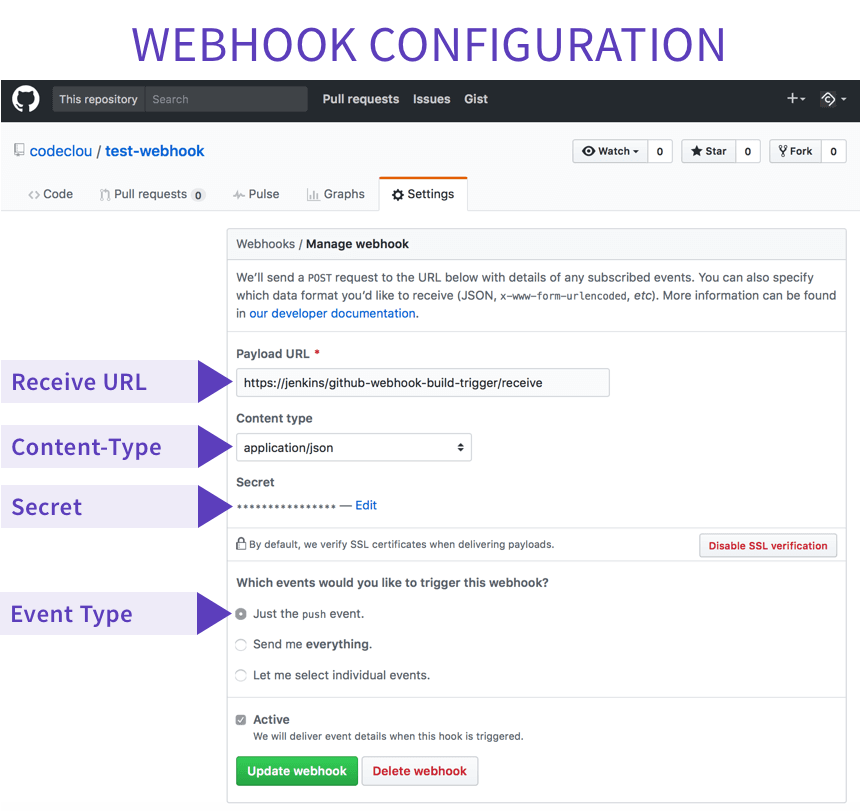 WEBHOOK CONFIGURATION
This repository Search Pull requests Issues Gist
codeclou / test-webhook
Watch 0 Star 0 Fork 0
Code Pull requests 0 Pulse Graphs Settings
Webhooks / Manage webhook
We’ll send a POST request to the URL below with details of any subscribed events. You can also specify
which data format you’d like to receive (JSON, x-www-form-urlencoded, etc). More information can be found
in our developer documentation.
Payload URL *
Receive URL
https://jenkins/github-webhook-build-trigger/receive
Content type
Content-Type
application/json
Secret
Secret
**************** — Edit
By default, we verify SSL certificates when delivering payloads.
Disable SSL verification
Which events would you like to trigger this webhook?
Event Type
Just the push event.
Send me everything.
Let me select individual events.
Active
We will deliver event details when this hook is triggered.
Update webhook Delete webhook